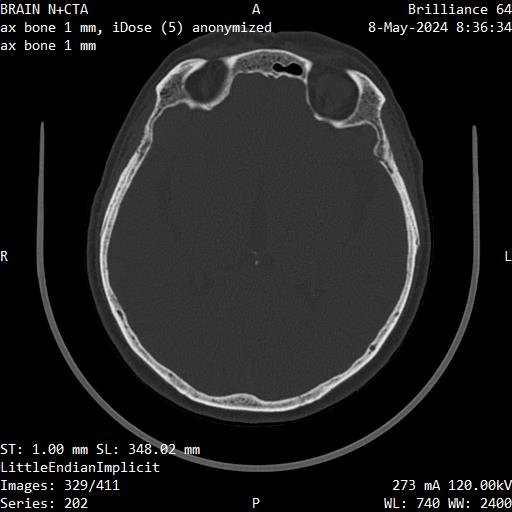 BRAIN N+CTA A Brilliance 64
ax bone 1 mm, iDose (5) anonymized 8-May-2024 8:36:34
ax bone 1 mm
R L
ST: 1.00 mm SL: 348.02 mm
LittleEndianImplicit
Images: 329/411 273 mA 120.00kV
Series: 202 P WL: 740 WW: 2400